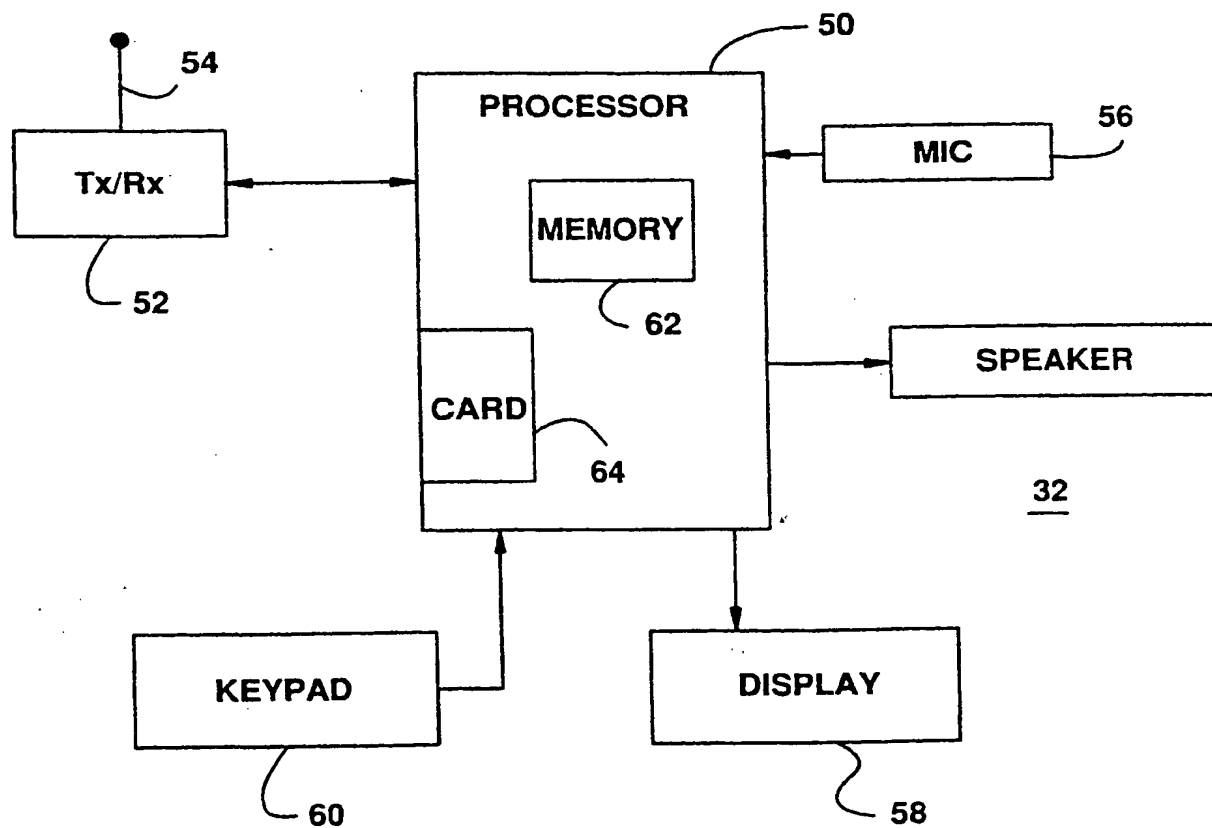 50
54
PROCESSOR
56
MIC
Tx/Rx
MEMORY
52
62
SPEAKER
CARD
64
32
KEYPAD
DISPLAY
60
58